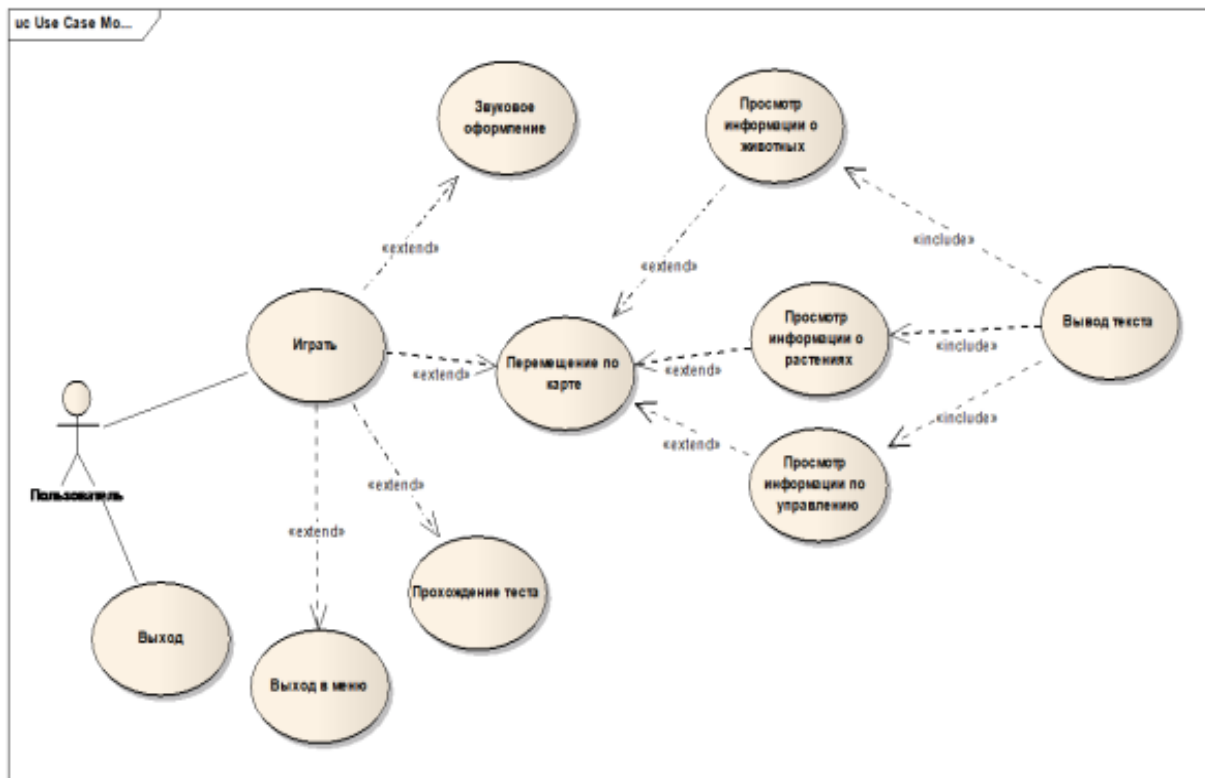 uc Use Case Mo...
Звуковое
оформление
Просмотр
информации о
животных
«extend»
«include»
«extend»
Играть
Перемещение по
карте
Просмотр
информации о
растениях
Вывод текста
«extend»
«extend»
«include»
«include»
«extend»
Просмотр
информации по
управлению
Пользователь
«extend»
«extend»
Прохождение теста
Выход
Выход в меню